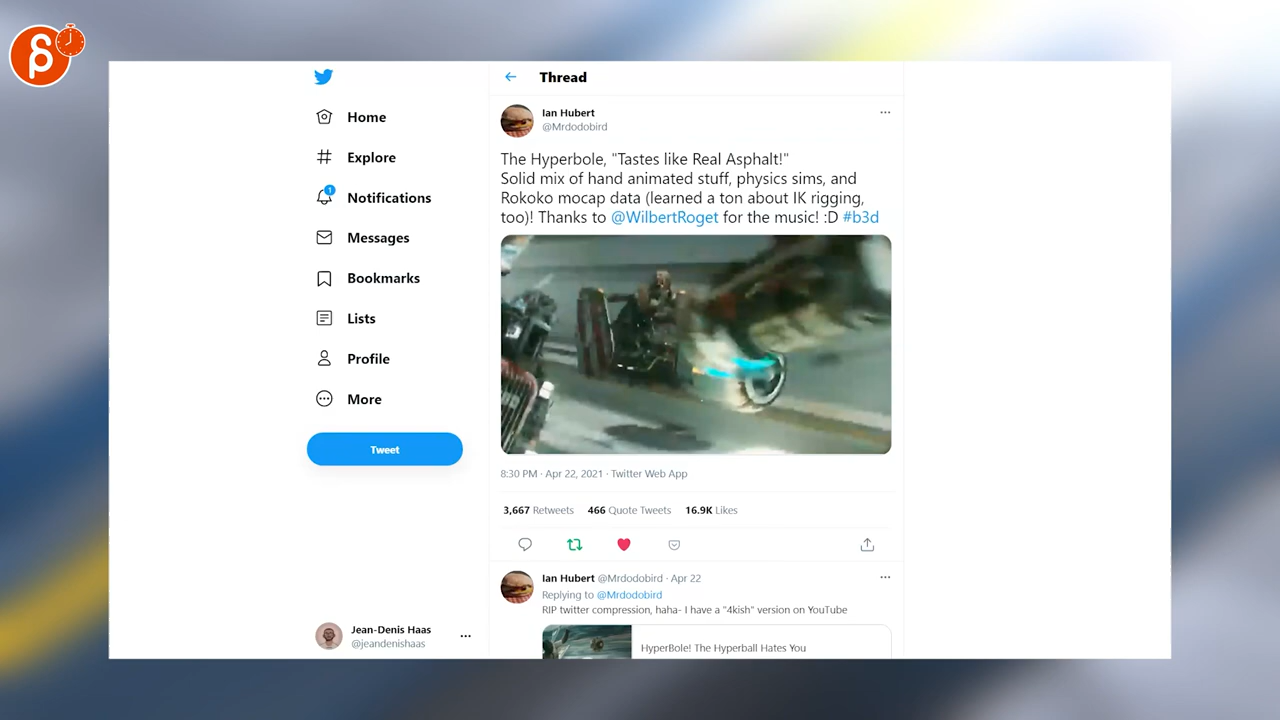 Thread
Ian Hubert
@Mrdodobird
Home
Explore
1
Notifications
Messages
Bookmarks
Lists
Profile
More
Tweet
Jean-Denis Haas
@jeandenishaas
The Hyperbole, "Tastes like Real Asphalt!"
Solid mix of hand animated stuff, physics sims, and
Rokoko mocap data (learned a ton about IK rigging,
too)! Thanks to @WilbertRoget for the music! :D #b3d
8:30 PM · Apr 22, 2021 · Twitter Web App
3,667 Retweets 466 Quote Tweets 16.9K Likes
Ian Hubert @Mrdodobird · Apr 22
Replying to @Mrdodobird
RIP twitter compression, haha- I have a "4kish" version on YouTube
HyperBole! The Hyperball Hates You